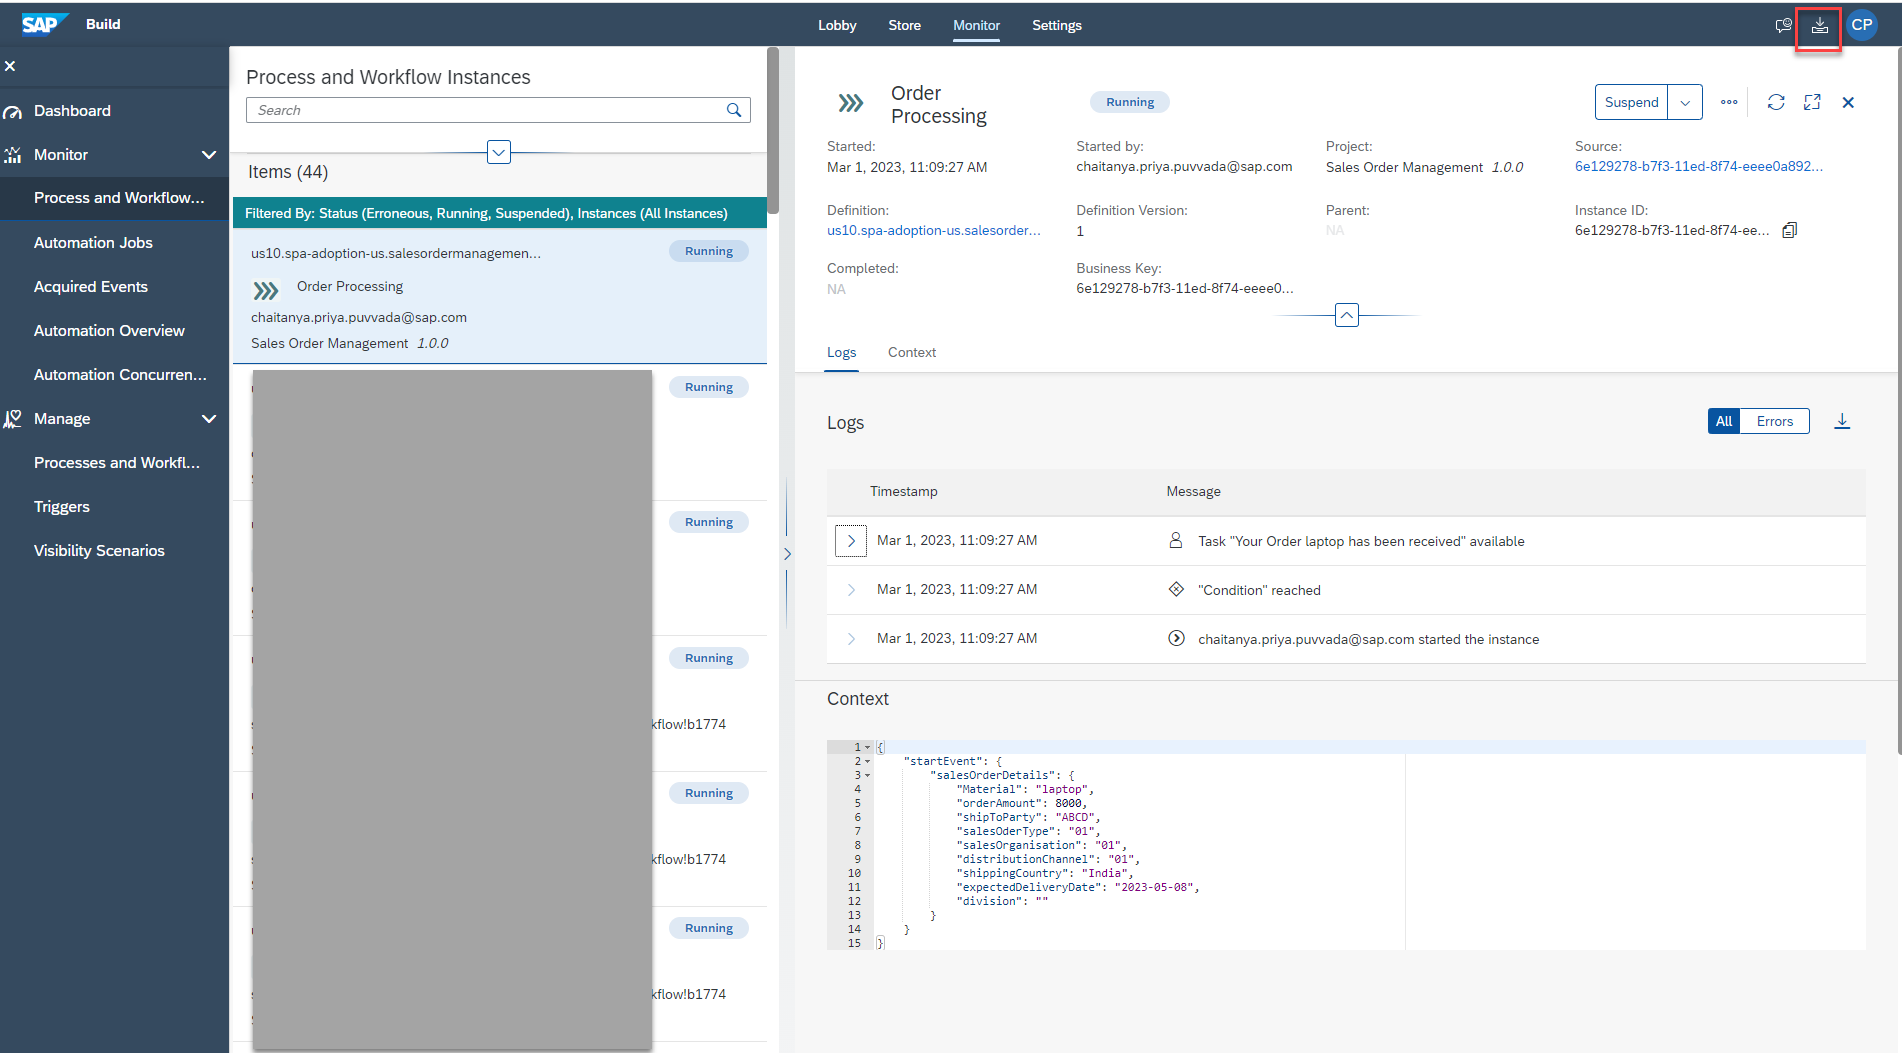 SAP Build
Lobby Store Monitor Settings
CP
Dashboard
Monitor
Process and Workflow...
Automation Jobs
Acquired Events
Automation Overview
Automation Concurren...
Manage
Processes and Workfl...
Triggers
Visibility Scenarios
Process and Workflow Instances
Search
Items (44)
Filtered By: Status (Erroneous, Running, Suspended), Instances (All Instances)
us10.spa-adoption-us.salesordermanagemen...
Running
Order Processing
chaitanya.priya.puvvada@sap.com
Sales Order Management 1.0.0
Running
Running
Running
kflow!b1774
Running
kflow!b1774
Running
kflow!b1774
Order
Processing
Running
Suspend
Started:
Mar 1, 2023, 11:09:27 AM
Started by:
chaitanya.priya.puvvada@sap.com
Project:
Sales Order Management 1.0.0
Source:
6e129278-b7f3-11ed-8f74-eeee0a892...
Definition:
us10.spa-adoption-us.salesorder...
Definition Version:
1
Parent:
NA
Instance ID:
6e129278-b7f3-11ed-8f74-ee...
Completed:
NA
Business Key:
6e129278-b7f3-11ed-8f74-eeee0...
Logs Context
Logs
All Errors
Timestamp Message
Mar 1, 2023, 11:09:27 AM Task "Your Order laptop has been received" available
Mar 1, 2023, 11:09:27 AM "Condition" reached
Mar 1, 2023, 11:09:27 AM chaitanya.priya.puvvada@sap.com started the instance
Context
1 {
2 "startEvent": {
3 "salesOrderDetails": {
4 "Material": "laptop",
5 "orderAmount": 8000,
6 "shipToParty": "ABCD",
7 "salesOderType": "01",
8 "salesOrganisation": "01",
9 "distributionChannel": "01",
10 "shippingCountry": "India",
11 "expectedDeliveryDate": "2023-05-08",
12 "division": ""
13 }
14 }
15 }